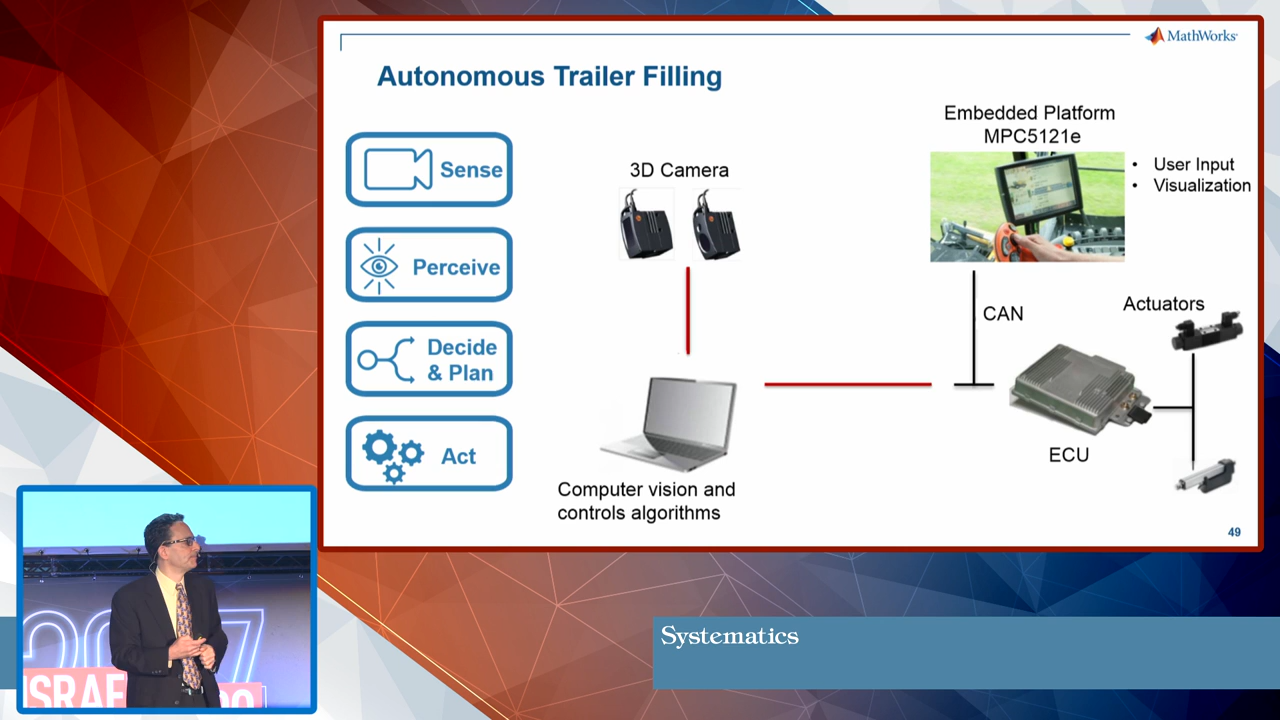 MathWorks
Autonomous Trailer Filling
Sense
Perceive
Decide
& Plan
Act
3D Camera
Computer vision and
controls algorithms
Embedded Platform
MPC5121e
• User Input
• Visualization
CAN
Actuators
ECU
49
Systematics